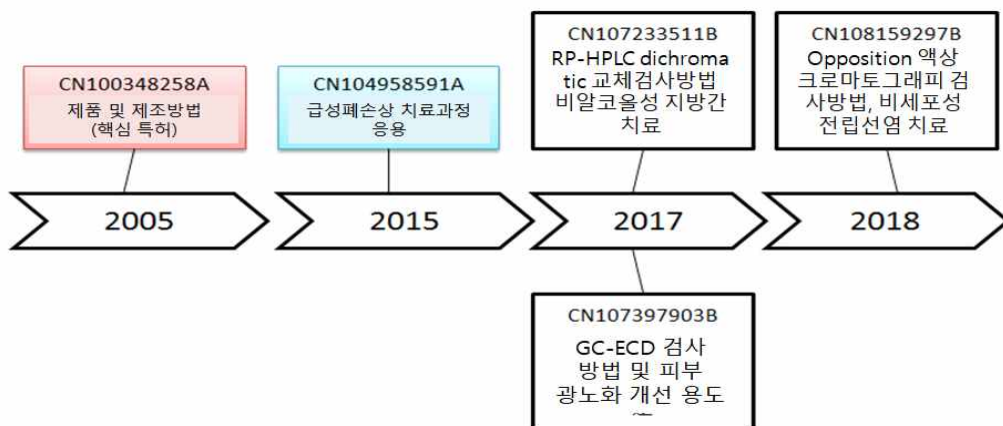 CN100348258A
제품 및 제조방법
(핵심 특허)
CN104958591A
급성폐손상 치료과정
응용
CN107233511B
RP-HPLC dichroma
tic 교체검사방법
비알코올성 지방간
치료
CN108159297B
Opposition 액상
크로마토그래피 검
사방법, 비세포성
전립선염 치료
2005
2015
2017
2018
CN107397903B
GC-ECD 검사
방법 및 피부
광노화 개선 용도